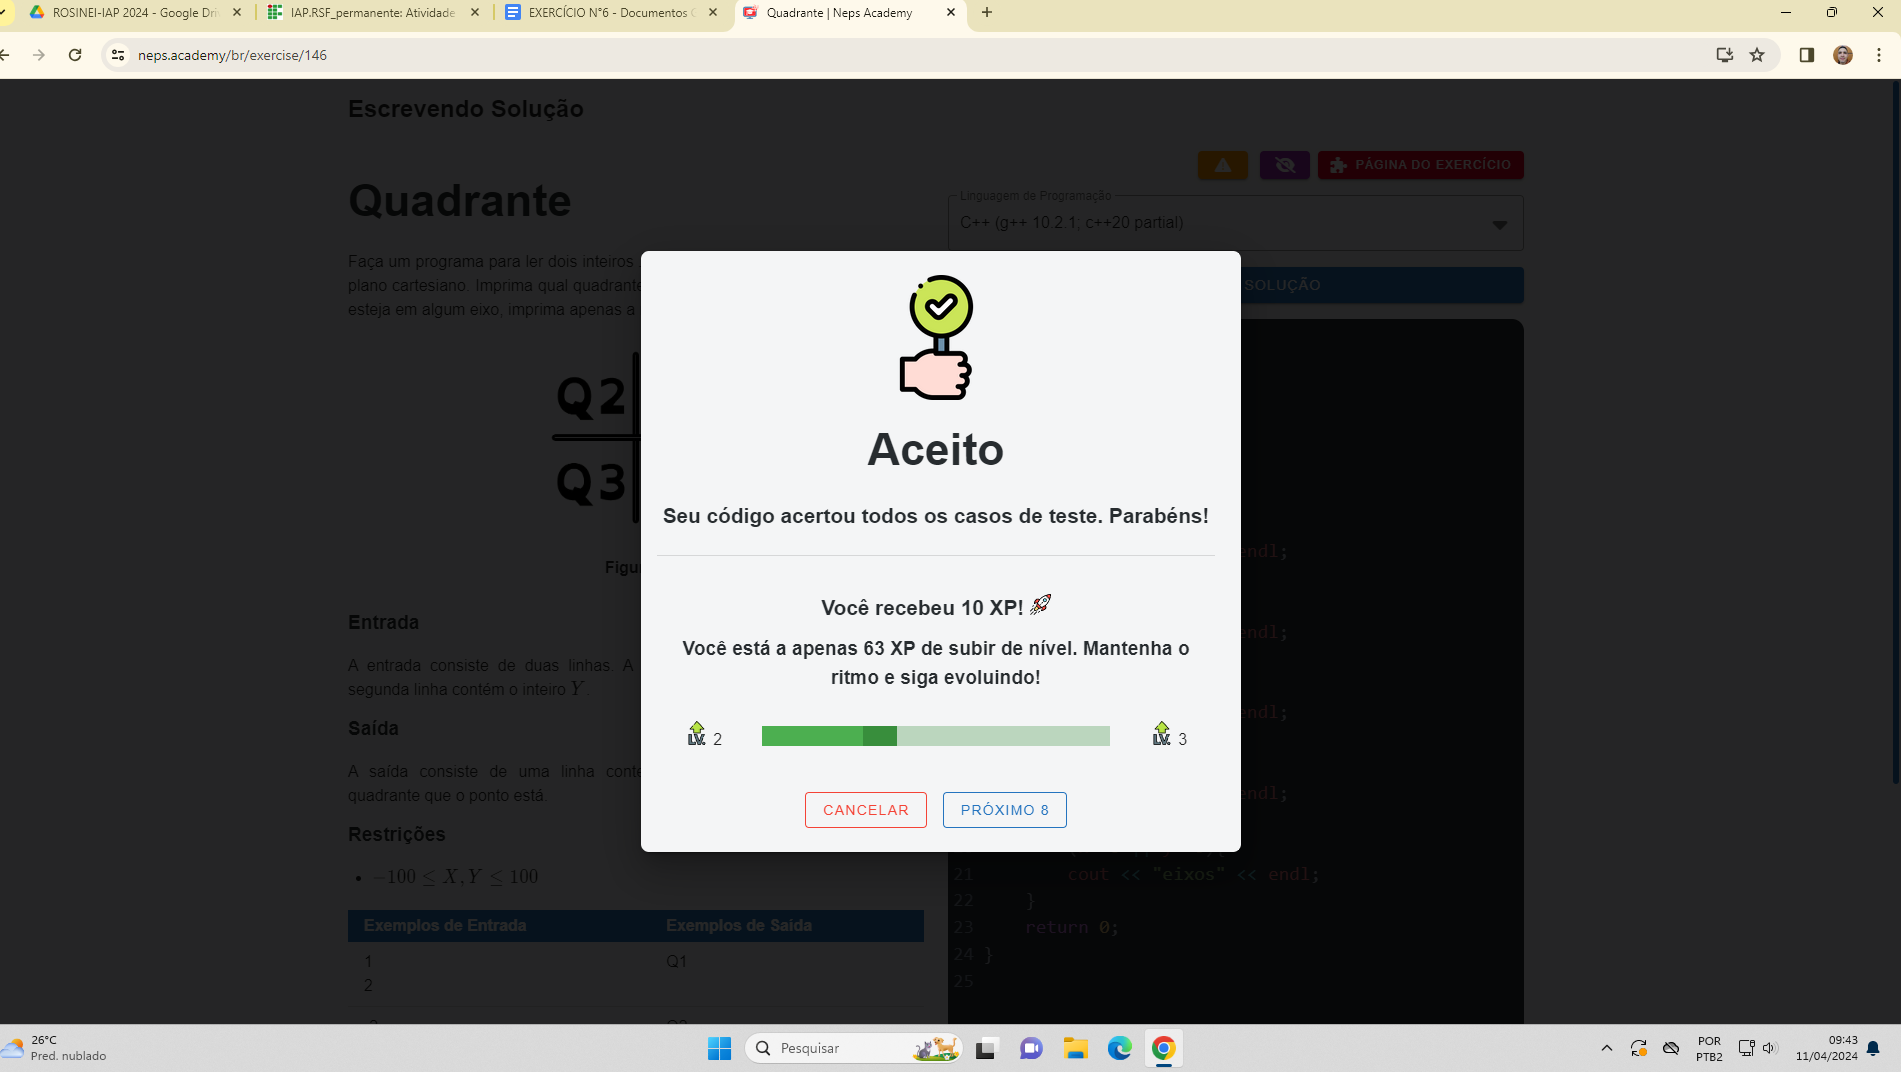 ROSINEI-IAP 2024 - Google Dri
IAP.RSF_permanente: Atividade
EXERCÍCIO N°6 - Documentos
Quadrante | Neps Academy
neps.academy/br/exercise/146
Escrevendo Solução
PÁGINA DO EXERCÍCIO
Quadrante
Linguagem de Programação
C++ (g++ 10.2.1; c++20 partial)
Faça um programa para ler dois inteiros
plano cartesiano. Imprima qual quadrante
esteja em algum eixo, imprima apenas a
SOLUÇÃO
Q2
Q3
Aceito
Seu código acertou todos os casos de teste. Parabéns!
endl;
Figu
Você recebeu 10 XP!
Entrada
endl;
Você está a apenas 63 XP de subir de nível. Mantenha o
ritmo e siga evoluindo!
A entrada consiste de duas linhas. A
segunda linha contém o inteiro Y.
endl;
Saída
LV. 2
LV. 3
A saída consiste de uma linha conte
quadrante que o ponto está.
endl;
CANCELAR
PRÓXIMO 8
Restrições
• −100 ≤ X, Y ≤ 100
21 cout << "eixos" << endl;
22 }
23 return 0;
24 }
25
Exemplos de Entrada
Exemplos de Saída
1
2
Q1
26°C
Pred. nublado
Pesquisar
POR
PTB2
09:43
11/04/2024